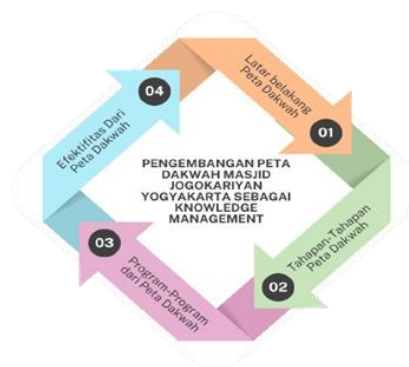 PENGEMBANGAN PETA
DAKWAH MASJID
JOGOKARIYAN
YOGYAKARTA SEBAGAI
KNOWLEDGE
MANAGEMENT
Latar belakang
Peta Dakwah
01
Tahapan-Tahapan
Peta Dakwah
02
Program-Program
dari Peta Dakwah
03
Efektifitas Dari
Peta Dakwah
04